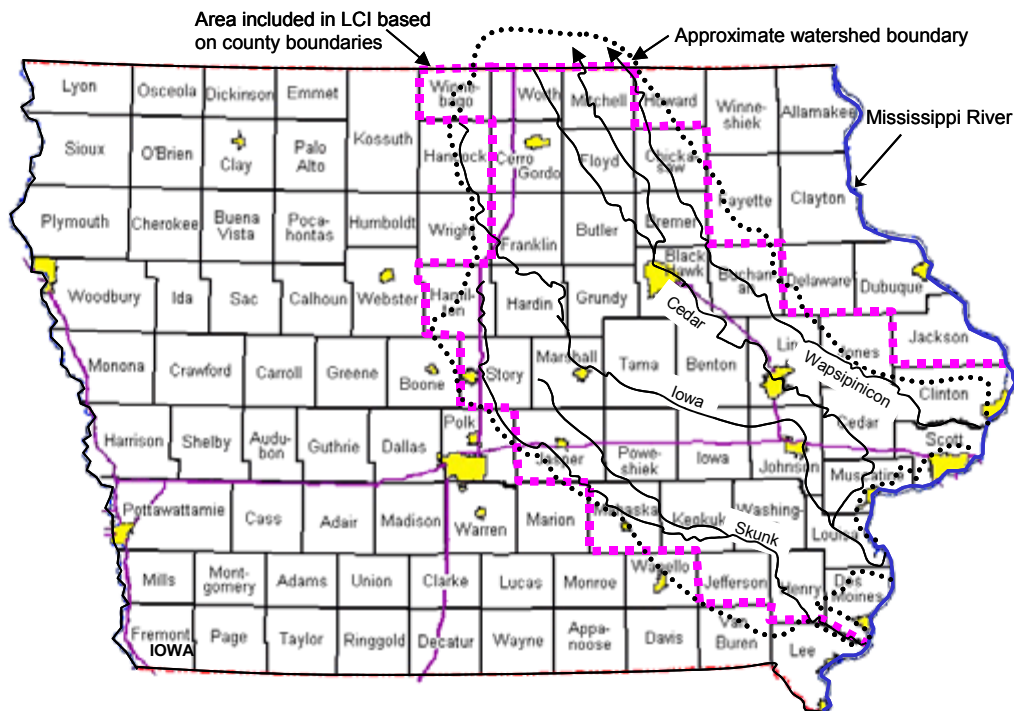 Area included in LCI based
on county boundaries
Approximate watershed boundary
Mississippi River
Lyon
Osceola
Dickinson
Emmet
Kossuth
Winne-
bago
Worth
Mitchell
Howard
Winne-
shiek
Allamakee
Sioux
O'Brien
Clay
Palo
Alto
Hancock
Cerro
Gordo
Floyd
Chicka-
saw
Fayette
Clayton
Plymouth
Cherokee
Buena
Vista
Poca-
hontas
Humboldt
Wright
Franklin
Butler
Bremer
Black
Hawk
Buchan-
an
Delaware
Dubuque
Woodbury
Ida
Sac
Calhoun
Webster
Hamil-
ton
Hardin
Grundy
Cedar
Wapsipinicon
Monona
Crawford
Carroll
Greene
Boone
Story
Marshall
Tama
Benton
Lin
Jones
Jackson
Iowa
Clinton
Cedar
Scott
Harrison
Shelby
Audu-
bon
Guthrie
Dallas
Polk
Jasper
Powe-
shiek
Iowa
Johnson
Muscatine
Pottawattamie
Cass
Adair
Madison
Warren
Marion
Mahaska
Keokuk
Washing-
Louisa
Skunk
Mills
Mont-
gomery
Adams
Union
Clarke
Lucas
Monroe
Wapello
Jefferson
Henry
Des
Moines
Fremont
IOWA
Page
Taylor
Ringgold
Decatur
Wayne
Appa-
noose
Davis
Van
Buren
Lee